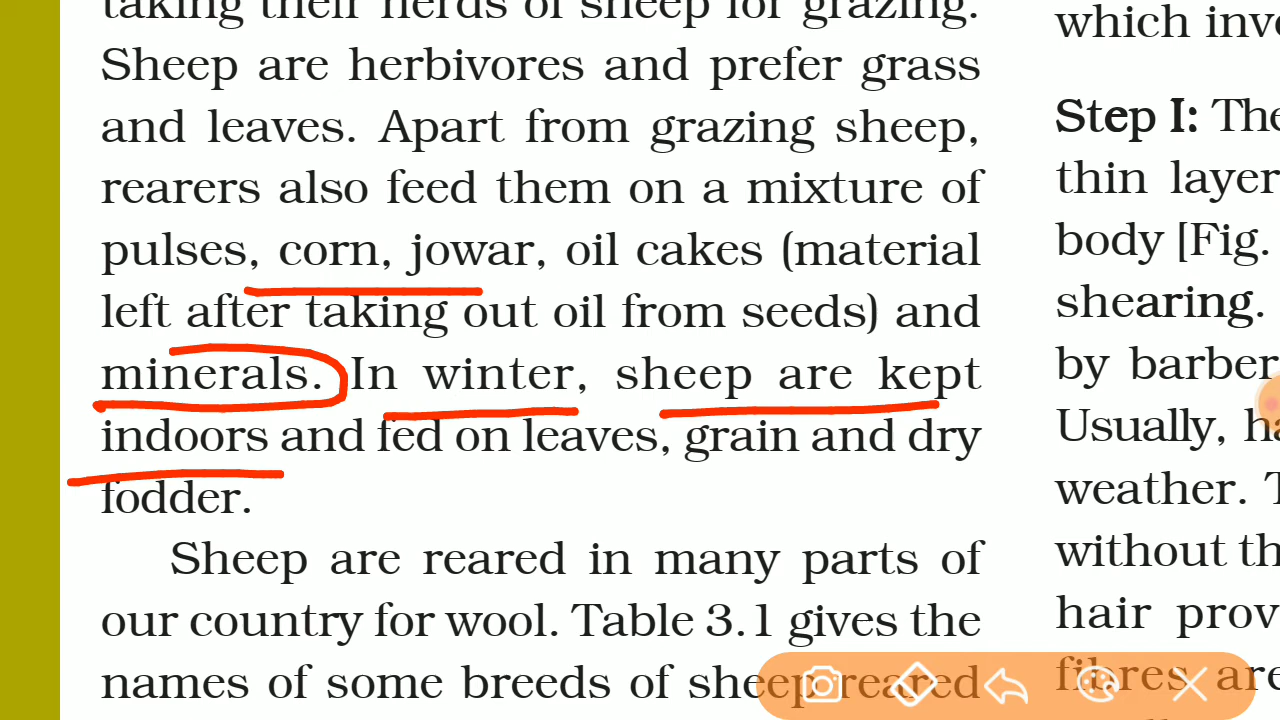 taking their herds of sheep for grazing.
Sheep are herbivores and prefer grass
and leaves. Apart from grazing sheep,
rearers also feed them on a mixture of
pulses, corn, jowar, oil cakes (material
left after taking out oil from seeds) and
minerals. In winter, sheep are kept
indoors and fed on leaves, grain and dry
fodder.
Sheep are reared in many parts of
our country for wool. Table 3.1 gives the
names of some breeds of sheep reared
which
Step I: The
thin layer
body [Fig.
shearing.
by barber
Usually,
weather.
without
hair
fibres are